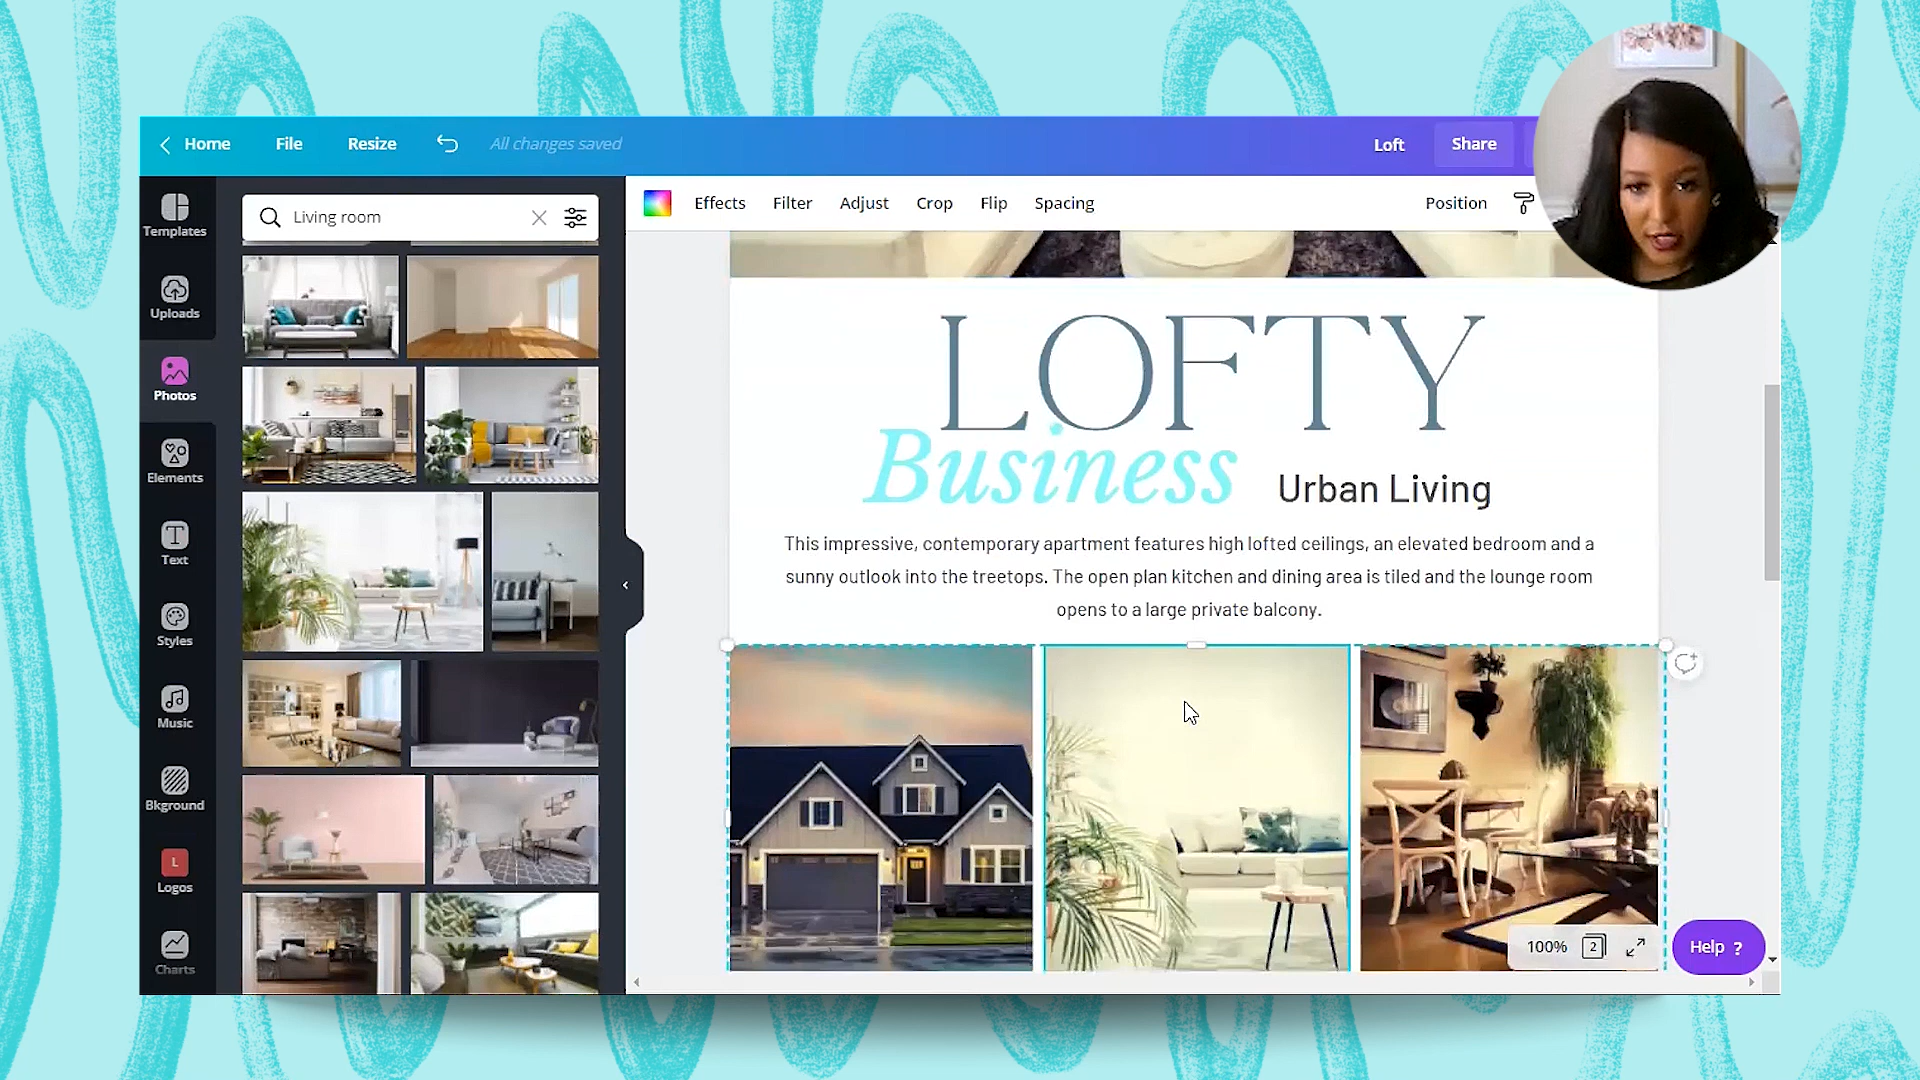 Home File Resize All changes saved Loft Share
Templates
Uploads
Photos
Elements
Text
Styles
Music
Bkground
L
Logos
Charts
Living room
Effects Filter Adjust Crop Flip Spacing Position
LOFTY
Business Urban Living
This impressive, contemporary apartment features high lofted ceilings, an elevated bedroom and a
sunny outlook into the treetops. The open plan kitchen and dining area is tiled and the lounge room
opens to a large private balcony.
100% 2 Help ?